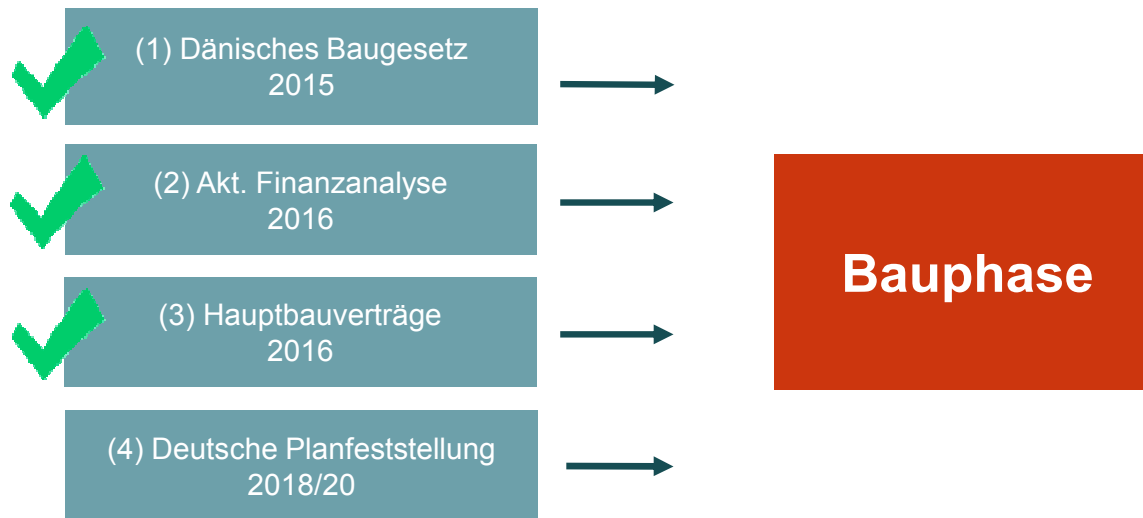 (1) Dänisches Baugesetz
2015
(2) Akt. Finanzanalyse
2016
(3) Hauptbauverträge
2016
(4) Deutsche Planfeststellung
2018/20
Bauphase